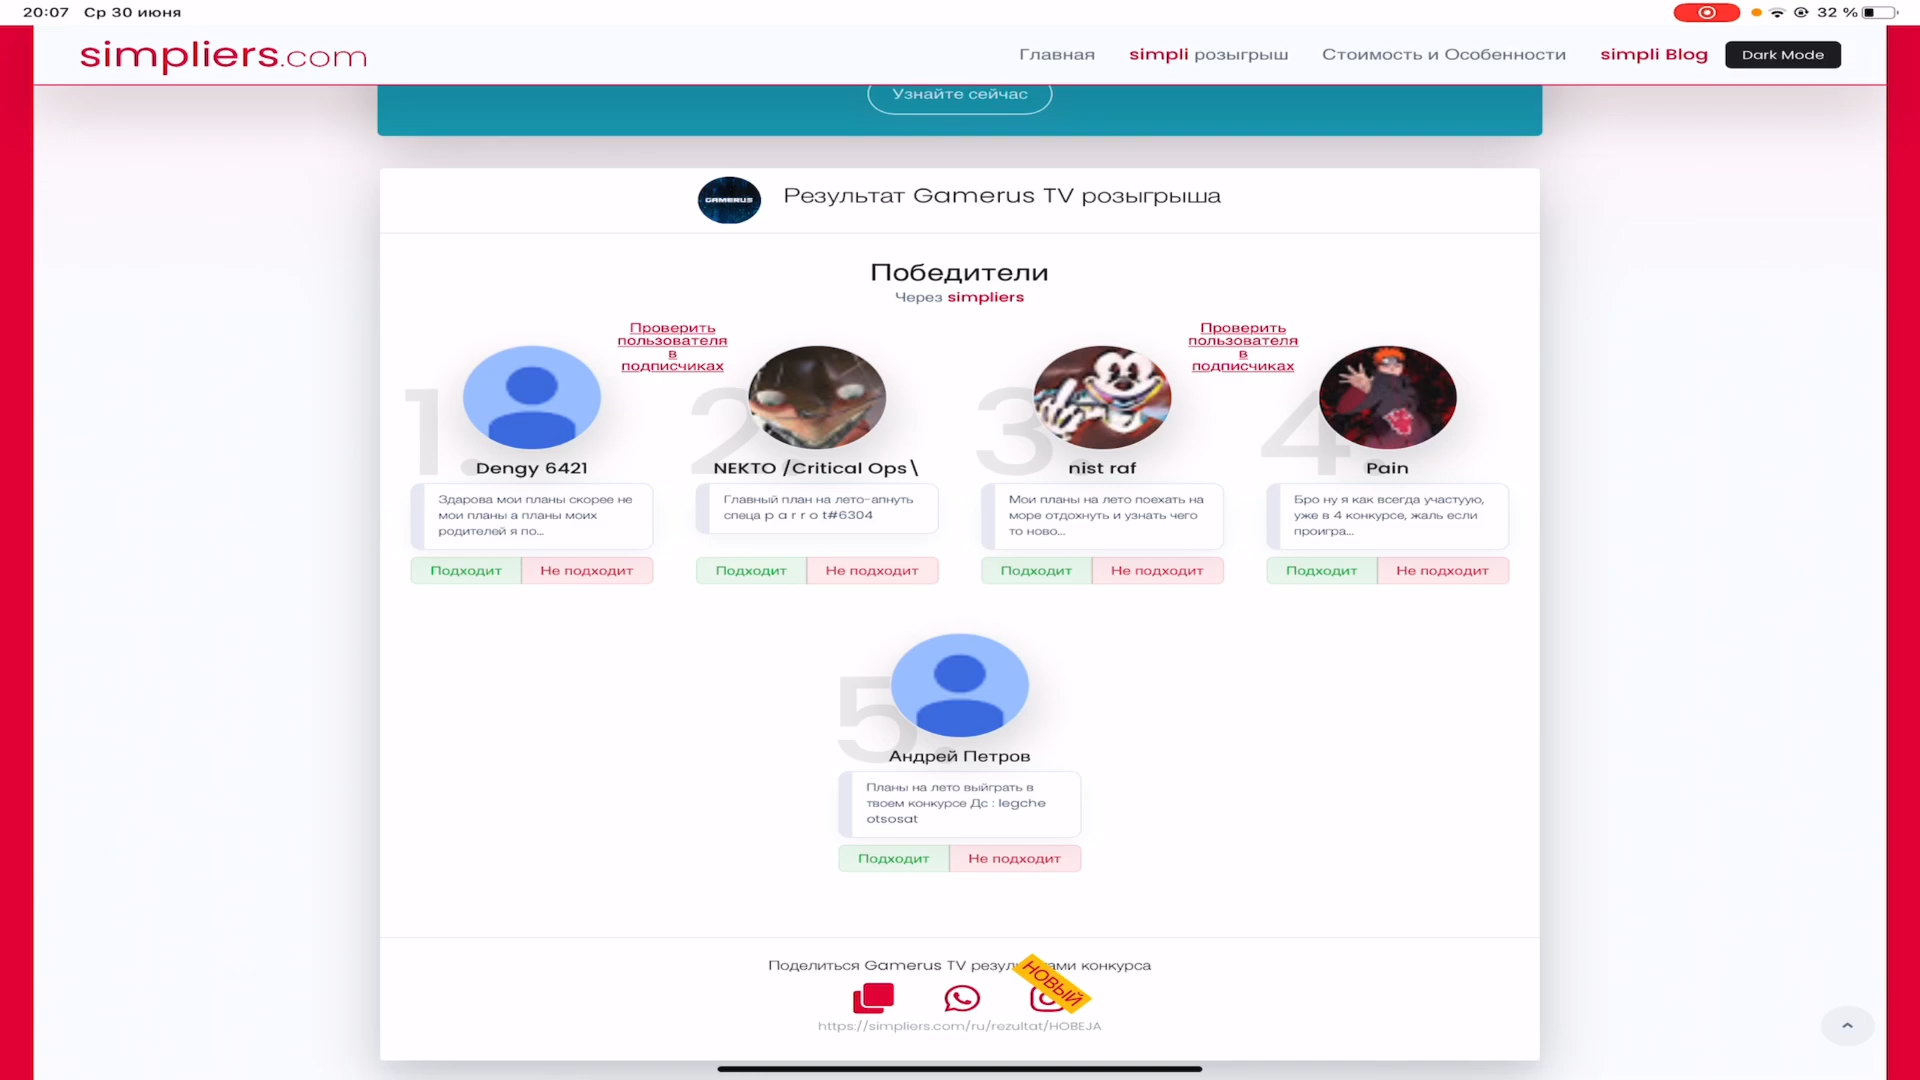 20:07 Ср 30 июня
32 %
simpliers.com
Главная
simpli розыгрыш
Стоимость и Особенности
simpli Blog
Dark Mode
Узнайте сейчас
GAMERUS
Результат Gamerus TV розыгрыша
Победители
Через simpliers
1.
Dengy 6421
Здарова мои планы скорее не
мои планы а планы моих
родителей я по...
Подходит
Не подходит
Проверить
пользователя
в
подписчиках
2.
NEKTO /Critical Ops\
Главный план на лето-апнуть
спеца p a r r o t#6304
Подходит
Не подходит
3.
nist raf
Мои планы на лето поехать на
море отдохнуть и узнать чего
то ново...
Подходит
Не подходит
Проверить
пользователя
в
подписчиках
4.
Pain
Бро ну я как всегда участуую,
уже в 4 конкурсе, жаль если
проигра...
Подходит
Не подходит
5.
Андрей Петров
Планы на лето выйграть в
твоем конкурсе Дс : legche
otsosat
Подходит
Не подходит
Поделиться Gamerus TV результами конкурса
НОВЫЙ
https://simpliers.com/ru/rezultat/HOBEJA